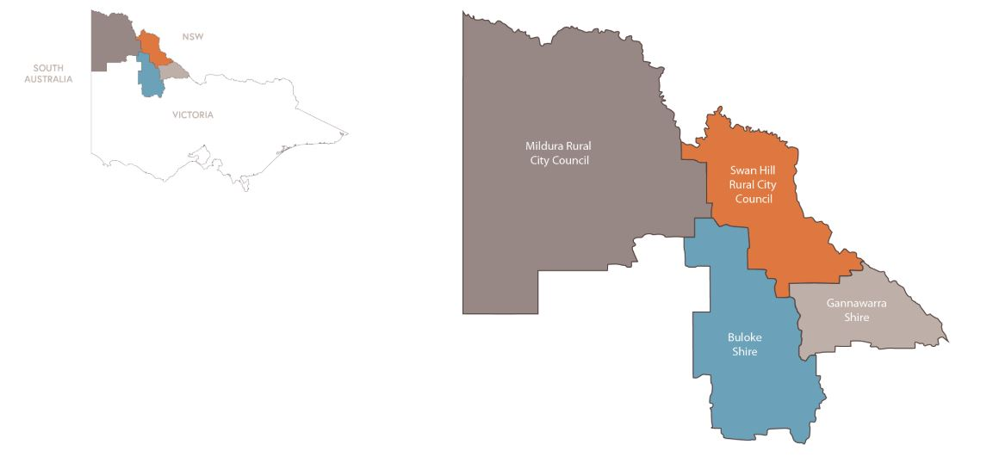 NSW
SOUTH
AUSTRALIA
VICTORIA
Mildura Rural
City Council
Swan Hill
Rural City
Council
Gannawarra
Shire
Buloke
Shire